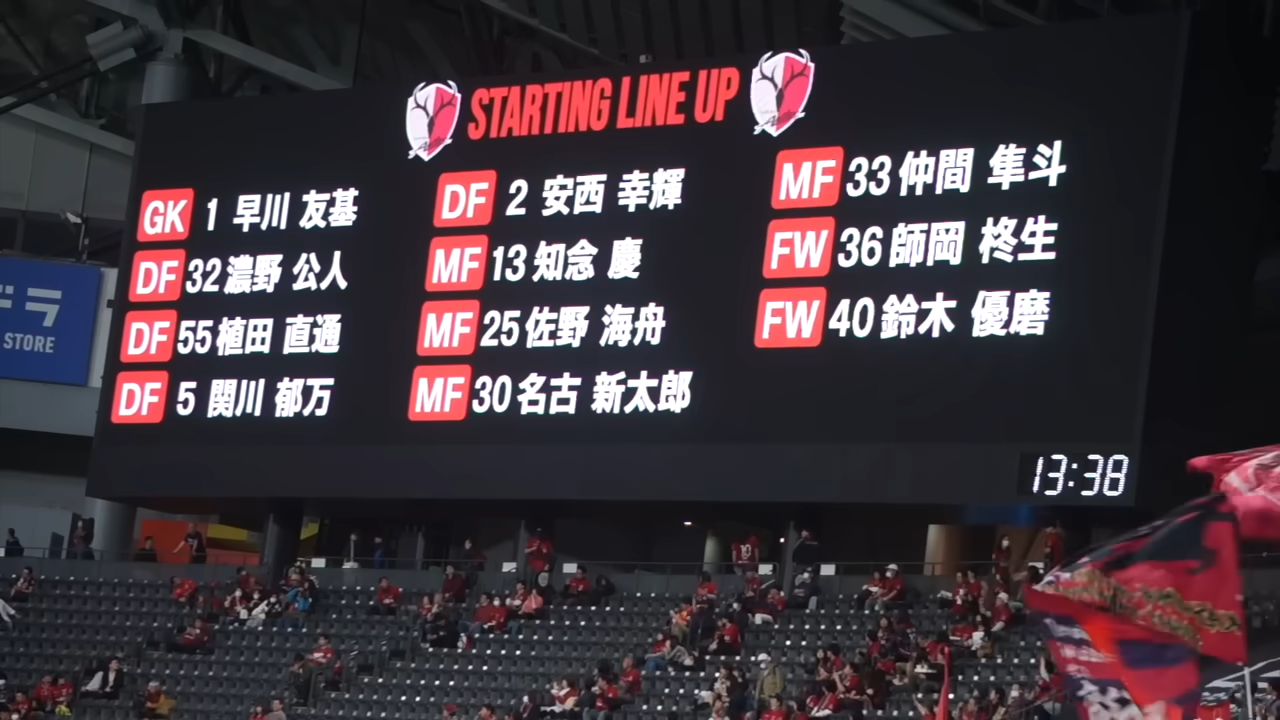 STARTING LINE UP
GK 1 早川 友基
DF 32 濃野 公人
DF 55 植田 直通
DF 5 関川 郁万
DF 2 安西 幸輝
MF 13 知念 慶
MF 25 佐野 海舟
MF 30 名古 新太郎
MF 33 仲間 隼斗
FW 36 師岡 柊生
FW 40 鈴木 優磨
13:38
ドラ
STORE